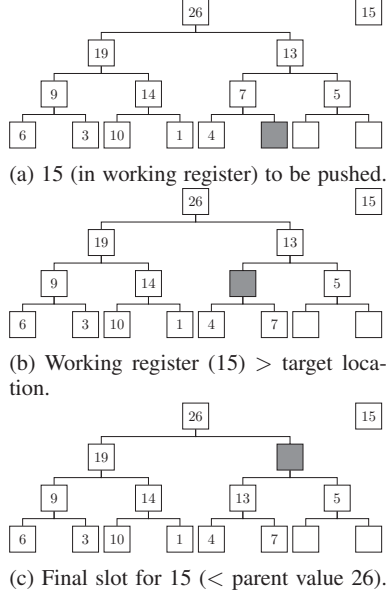 26 15
19 13
9 14 7 5
6 3 10 1 4
(a) 15 (in working register) to be pushed.
26 15
19 13
9 14 5
6 3 10 1 4 7
(b) Working register (15) > target loca-
tion.
26 15
19
9 14 13 5
6 3 10 1 4 7
(c) Final slot for 15 (< parent value 26).